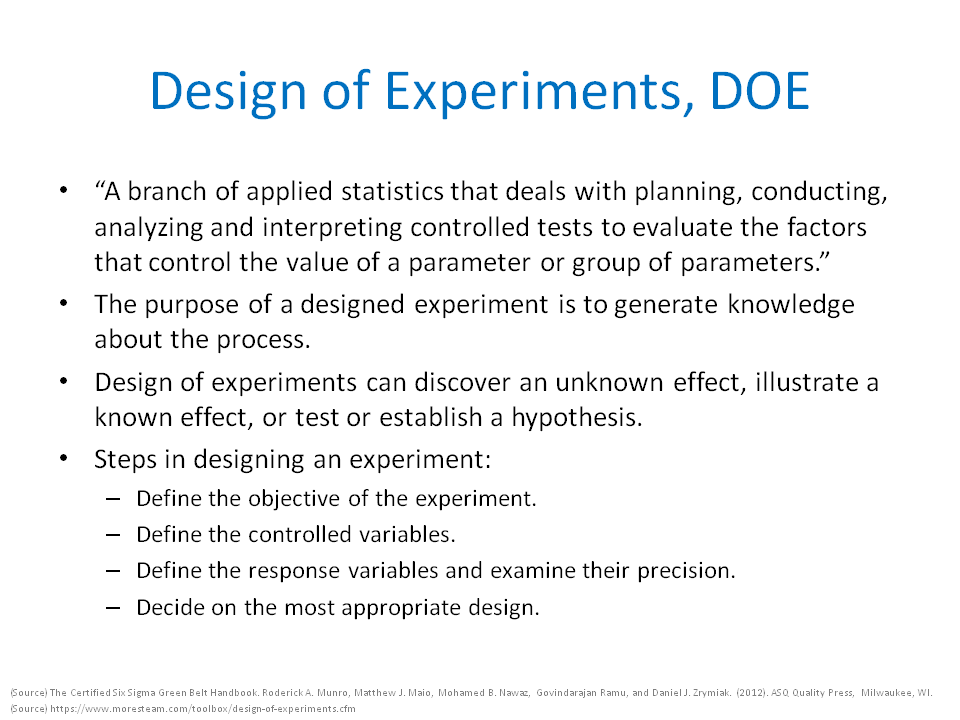 Design of Experiments, DOE
• “A branch of applied statistics that deals with planning, conducting,
analyzing and interpreting controlled tests to evaluate the factors
that control the value of a parameter or group of parameters.”
• The purpose of a designed experiment is to generate knowledge
about the process.
• Design of experiments can discover an unknown effect, illustrate a
known effect, or test or establish a hypothesis.
• Steps in designing an experiment:
– Define the objective of the experiment.
– Define the controlled variables.
– Define the response variables and examine their precision.
– Decide on the most appropriate design.
(Source) The Certified Six Sigma Green Belt Handbook. Roderick A. Munro, Matthew J. Maio, Mohamed B. Nawaz, Govindarajan Ramu, and Daniel J. Zrymiak. (2012). ASQ Quality Press, Milwaukee, WI.
(Source) https://www.moresteam.com/toolbox/design-of-experiments.cfm